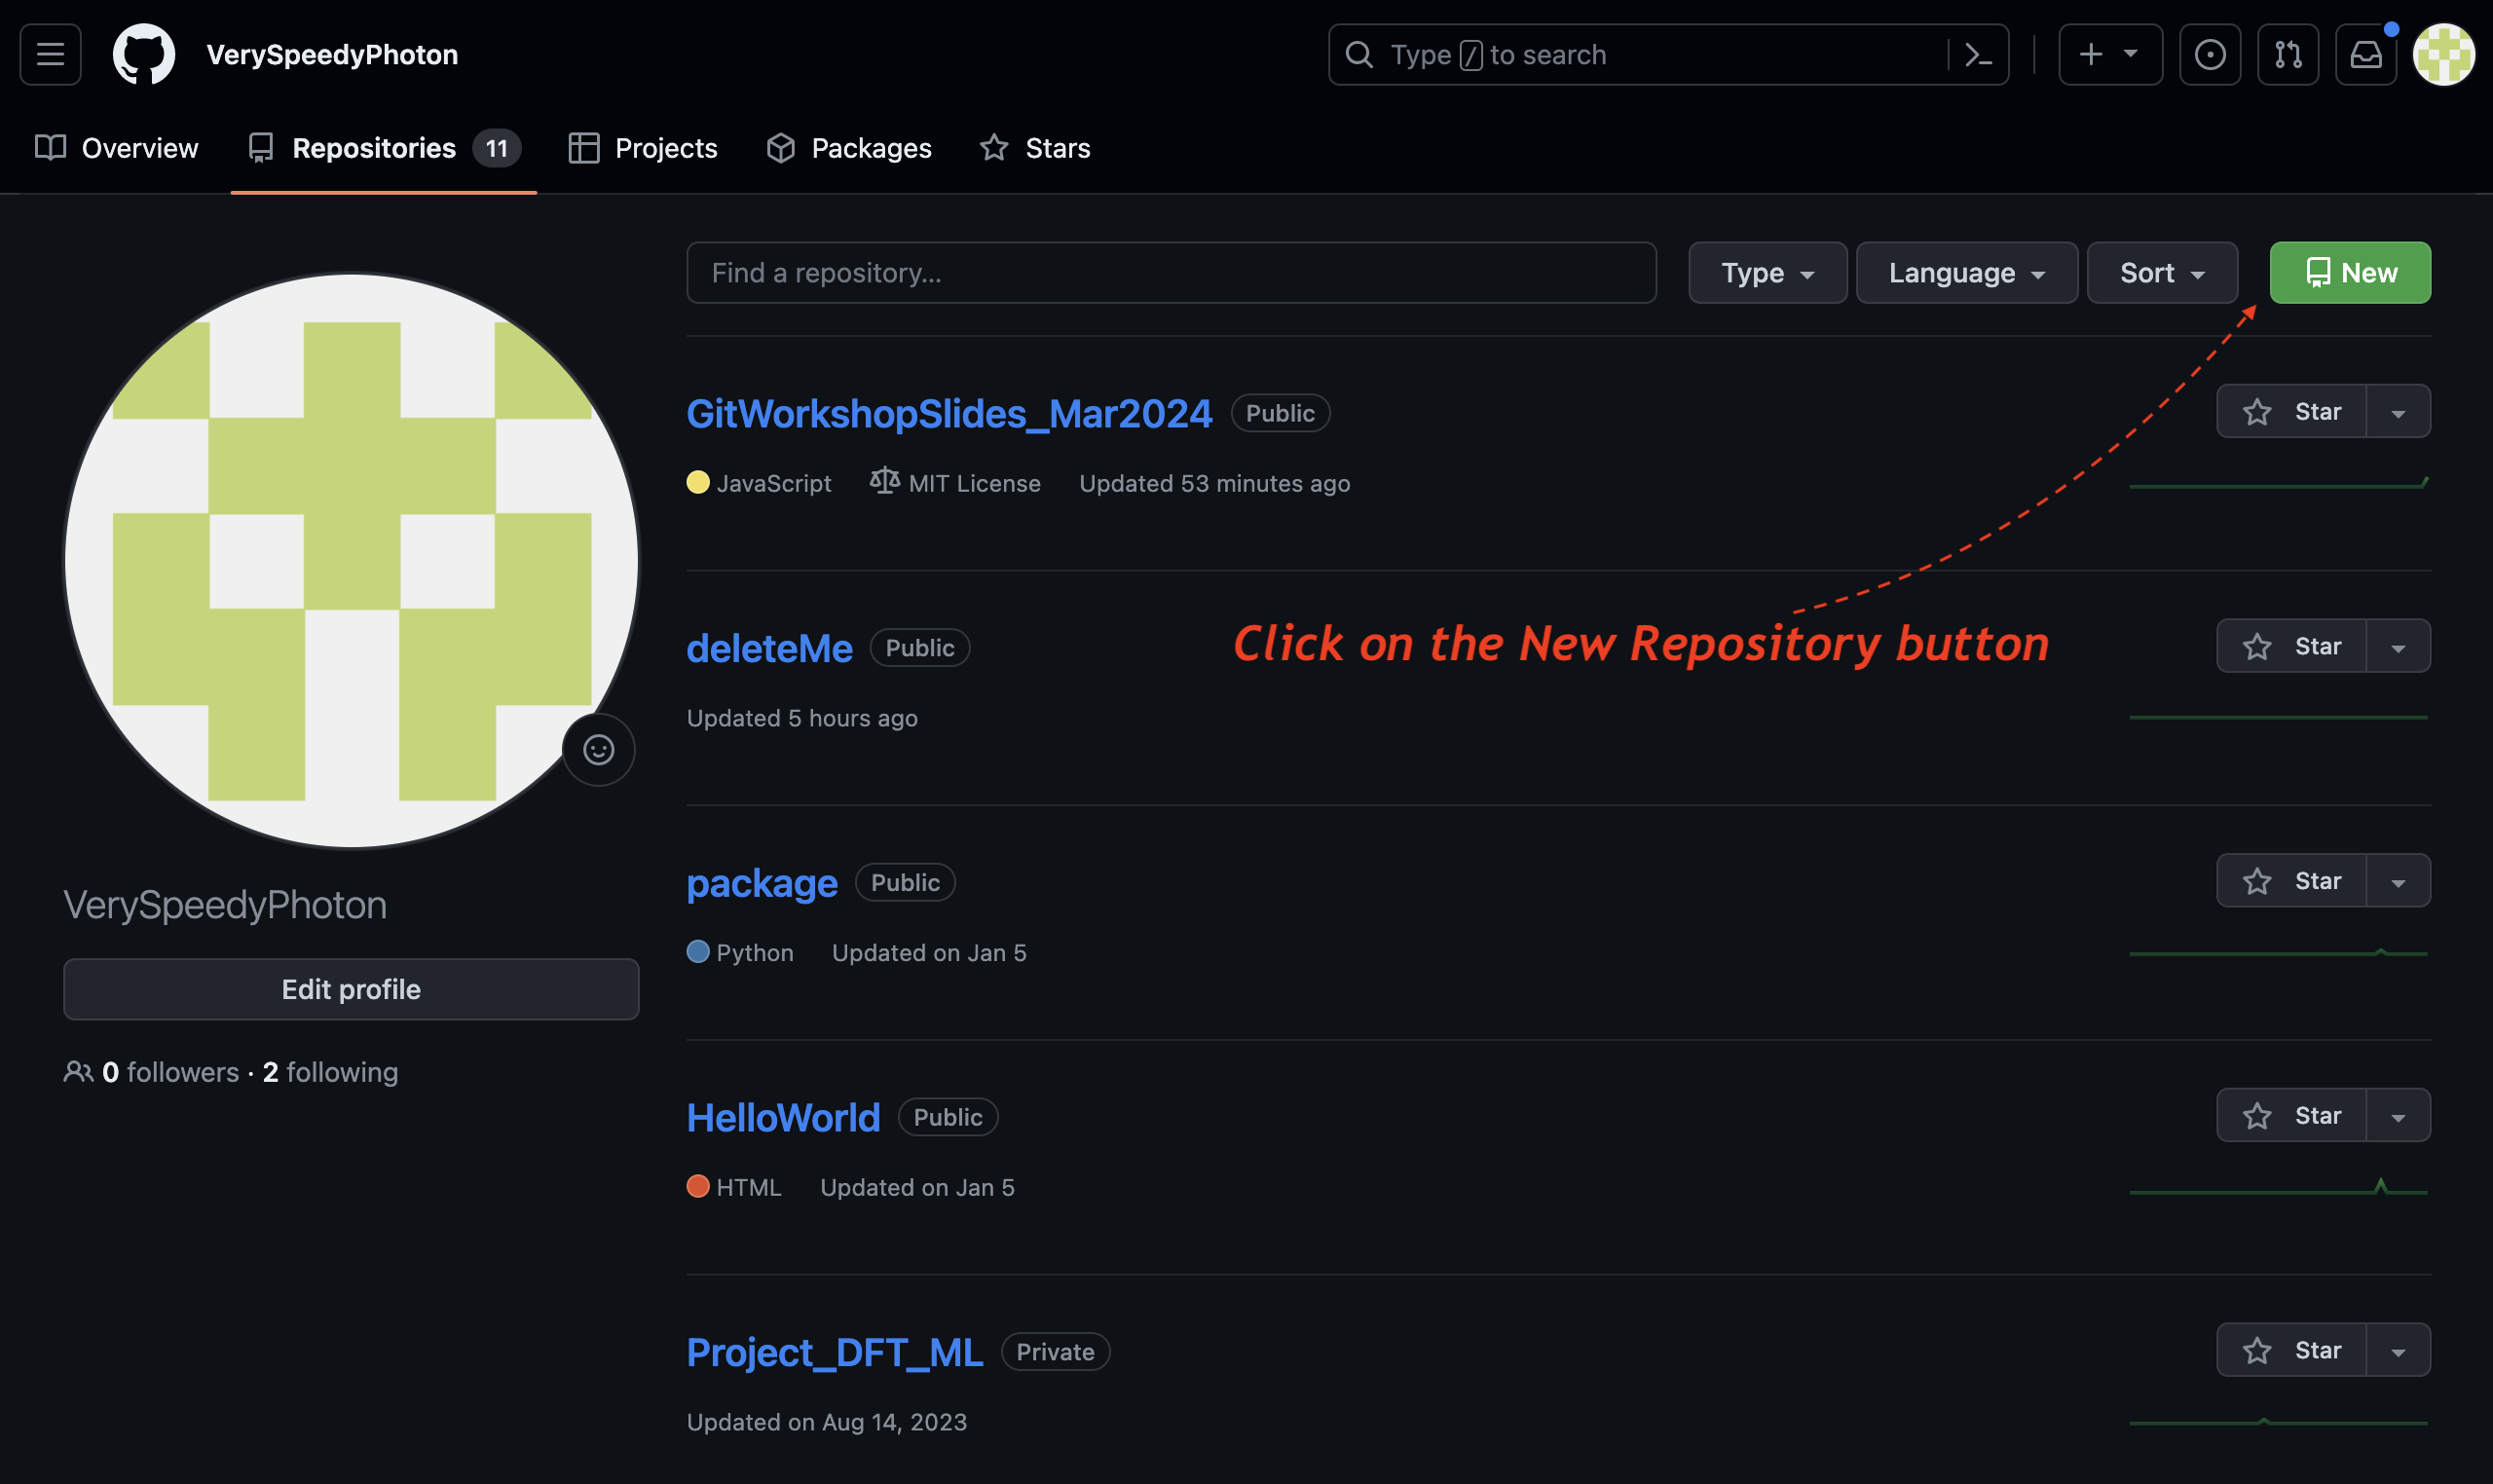 VerySpeedyPhoton
Type / to search
Overview Repositories 11 Projects Packages Stars
Find a repository... Type Language Sort New
GitWorkshopSlides_Mar2024 Public Star
JavaScript MIT License Updated 53 minutes ago
Click on the New Repository button
deleteMe Public Star
Updated 5 hours ago
package Public Star
Python Updated on Jan 5
VerySpeedyPhoton
Edit profile
0 followers · 2 following
HelloWorld Public Star
HTML Updated on Jan 5
Project_DFT_ML Private Star
Updated on Aug 14, 2023